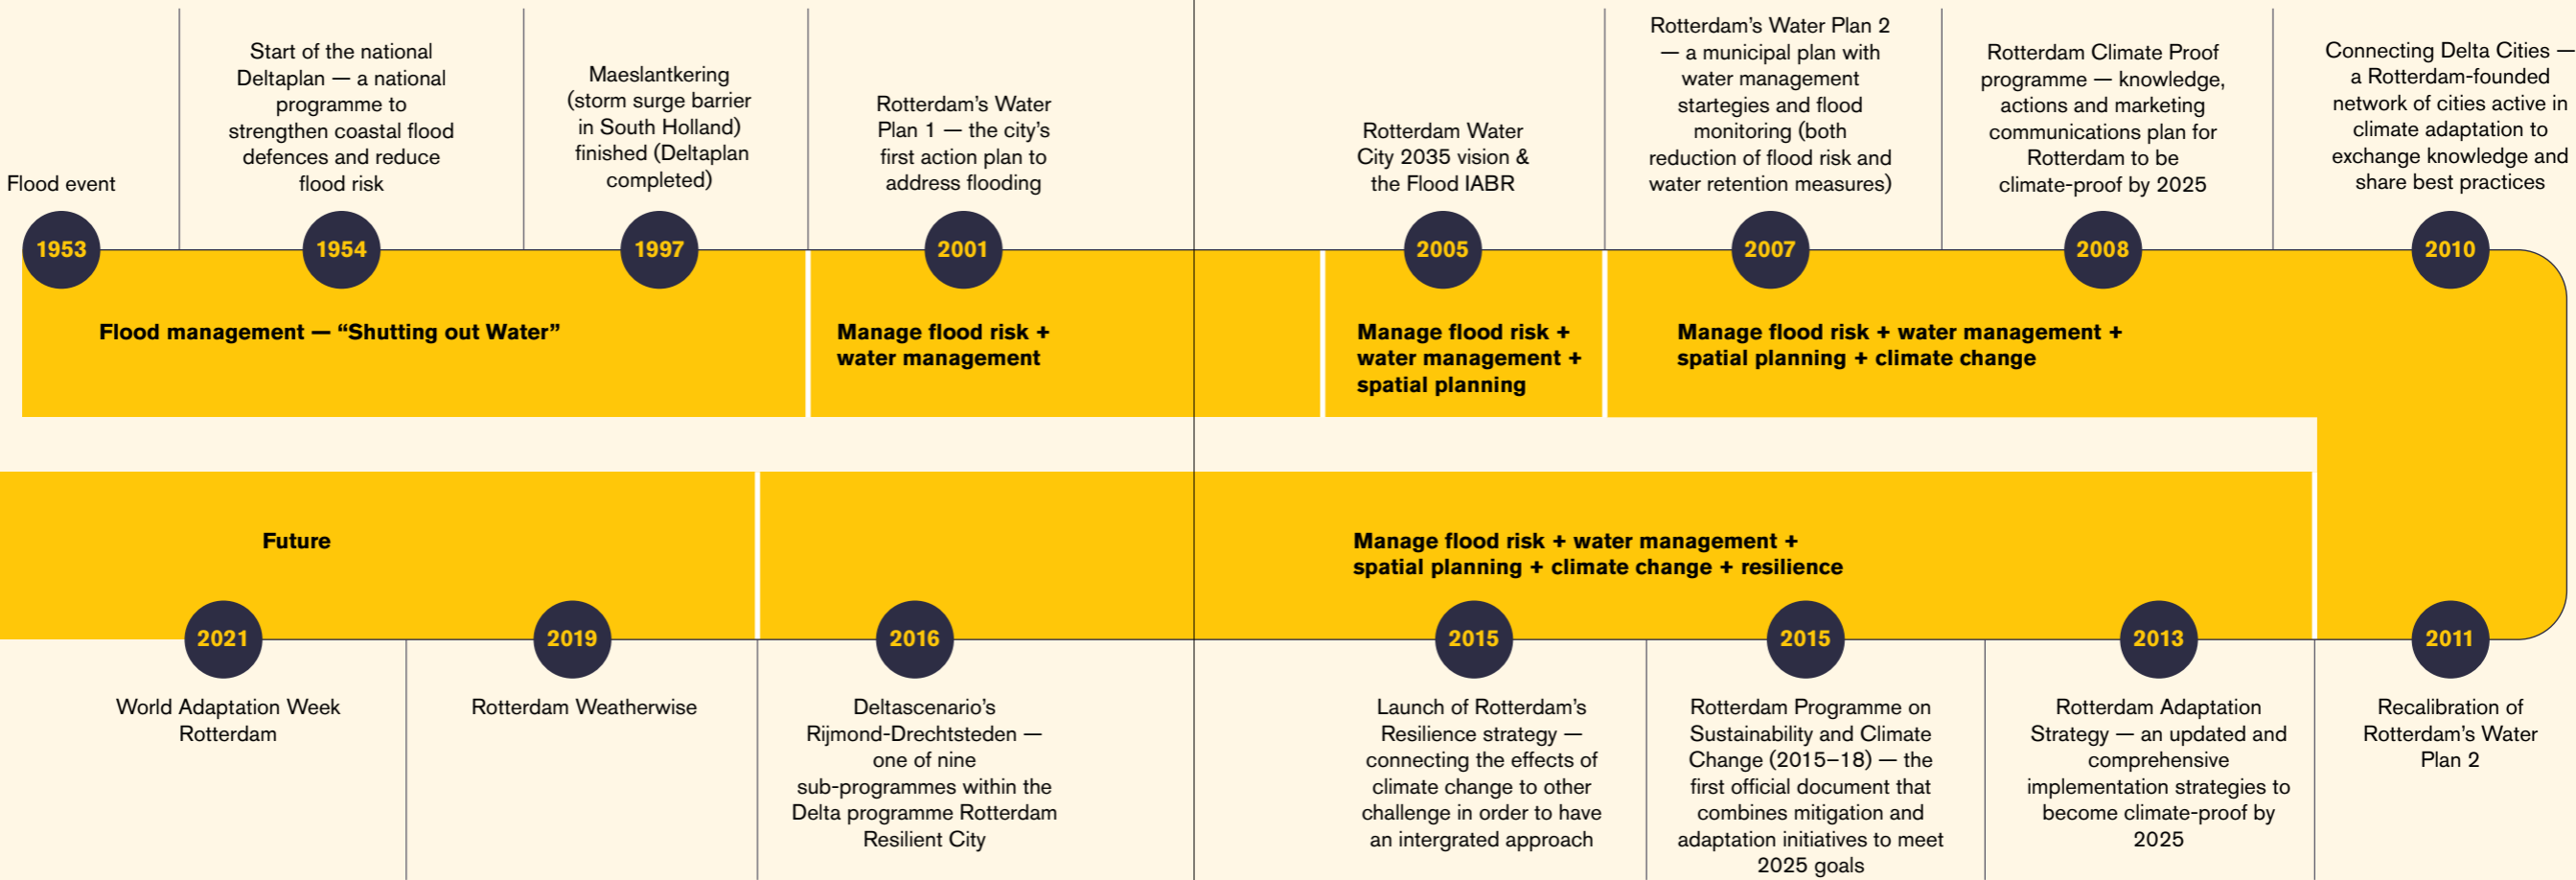 Flood event
1953
Start of the national
Deltaplan — a national
programme to
strengthen coastal flood
defences and reduce
flood risk
1954
Maeslantkering
(storm surge barrier
in South Holland)
finished (Deltaplan
completed)
1997
Rotterdam’s Water
Plan 1 — the city’s
first action plan to
address flooding
2001
Rotterdam Water
City 2035 vision &
the Flood IABR
2005
Rotterdam’s Water Plan 2
— a municipal plan with
water management
startegies and flood
monitoring (both
reduction of flood risk and
water retention measures)
2007
Rotterdam Climate Proof
programme — knowledge,
actions and marketing
communications plan for
Rotterdam to be
climate-proof by 2025
2008
Connecting Delta Cities —
a Rotterdam-founded
network of cities active in
climate adaptation to
exchange knowledge and
share best practices
2010
Flood management — “Shutting out Water”
Manage flood risk +
water management
Manage flood risk +
water management +
spatial planning
Manage flood risk + water management +
spatial planning + climate change
Future
Manage flood risk + water management +
spatial planning + climate change + resilience
2021
World Adaptation Week
Rotterdam
2019
Rotterdam Weatherwise
2016
Deltascenario’s
Rijmond-Drechtsteden —
one of nine
sub-programmes within the
Delta programme Rotterdam
Resilient City
2015
Launch of Rotterdam’s
Resilience strategy —
connecting the effects of
climate change to other
challenge in order to have
an intergrated approach
2015
Rotterdam Programme on
Sustainability and Climate
Change (2015–18) — the
first official document that
combines mitigation and
adaptation initiatives to meet
2025 goals
2013
Rotterdam Adaptation
Strategy — an updated and
comprehensive
implementation strategies to
become climate-proof by
2025
2011
Recalibration of
Rotterdam’s Water
Plan 2